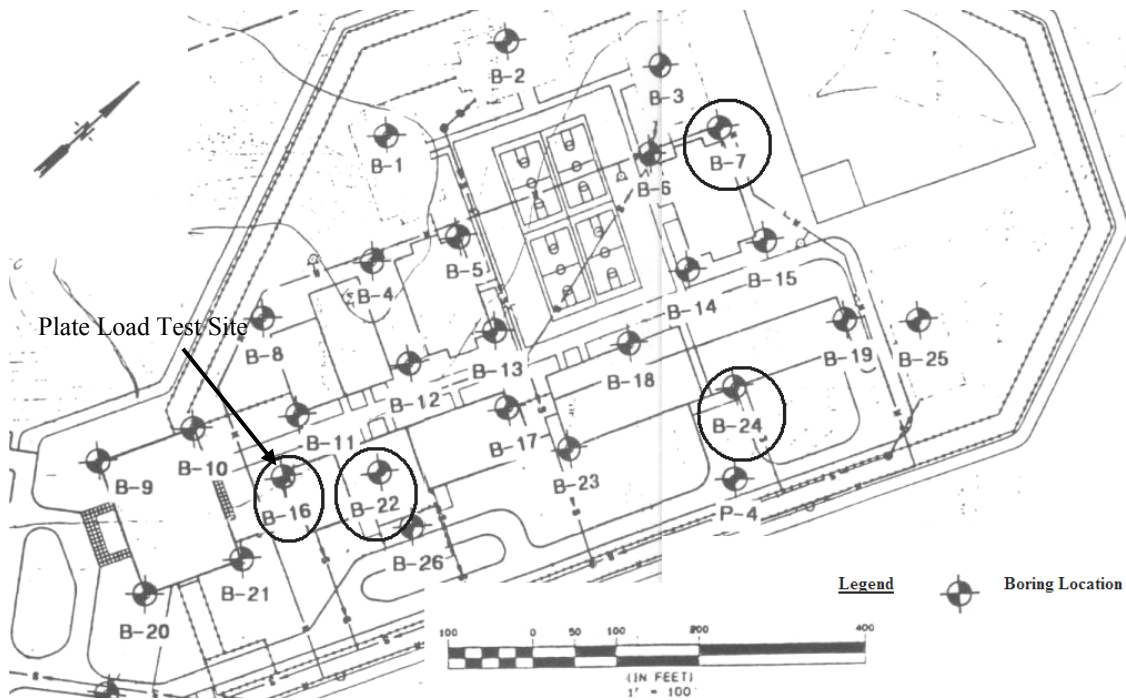 B-2
B-3
B-1
B-7
B-6
B-5
B-4
B-15
B-14
Plate Load Test Site
B-8
B-13
B-19
B-25
B-12
B-18
B-11
B-17
B-24
B-10
B-9
B-16
B-22
B-23
P-4
B-26
B-21
B-20
Legend
Boring Location
100 0 50 100 200 400
(IN FEET)
1" = 100'